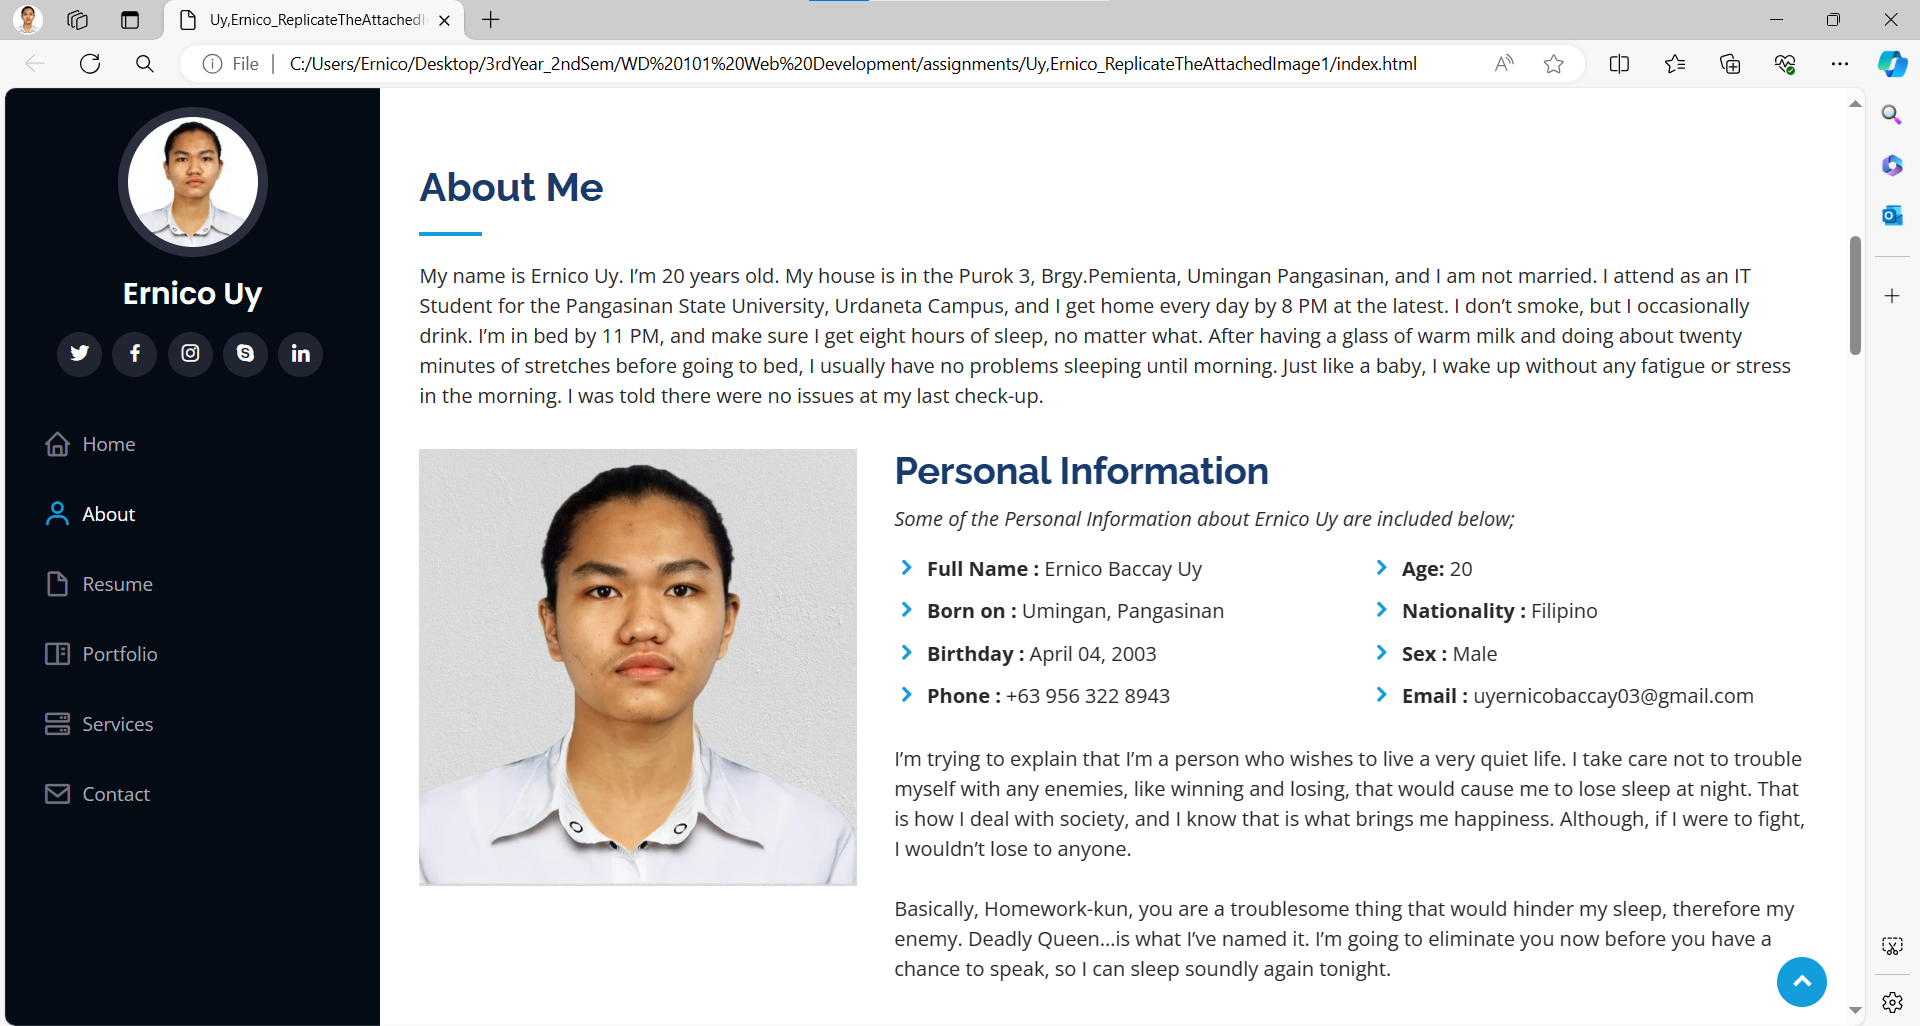 Uy,Ernico_ReplicateTheAttachedI
File
C:/Users/Ernico/Desktop/3rdYear_2ndSem/WD%20101%20Web%20Development/assignments/Uy,Ernico_ReplicateTheAttachedImage1/index.html
Ernico Uy
Home
About
Resume
Portfolio
Services
Contact
About Me
My name is Ernico Uy. I’m 20 years old. My house is in the Purok 3, Brgy.Pemienta, Umingan Pangasinan, and I am not married. I attend as an IT
Student for the Pangasinan State University, Urdaneta Campus, and I get home every day by 8 PM at the latest. I don’t smoke, but I occasionally
drink. I’m in bed by 11 PM, and make sure I get eight hours of sleep, no matter what. After having a glass of warm milk and doing about twenty
minutes of stretches before going to bed, I usually have no problems sleeping until morning. Just like a baby, I wake up without any fatigue or stress
in the morning. I was told there were no issues at my last check-up.
Personal Information
Some of the Personal Information about Ernico Uy are included below;
Full Name : Ernico Baccay Uy
Born on : Umingan, Pangasinan
Birthday : April 04, 2003
Phone : +63 956 322 8943
Age: 20
Nationality : Filipino
Sex : Male
Email : uyernicobaccay03@gmail.com
I’m trying to explain that I’m a person who wishes to live a very quiet life. I take care not to trouble
myself with any enemies, like winning and losing, that would cause me to lose sleep at night. That
is how I deal with society, and I know that is what brings me happiness. Although, if I were to fight,
I wouldn’t lose to anyone.
Basically, Homework-kun, you are a troublesome thing that would hinder my sleep, therefore my
enemy. Deadly Queen...is what I’ve named it. I’m going to eliminate you now before you have a
chance to speak, so I can sleep soundly again tonight.